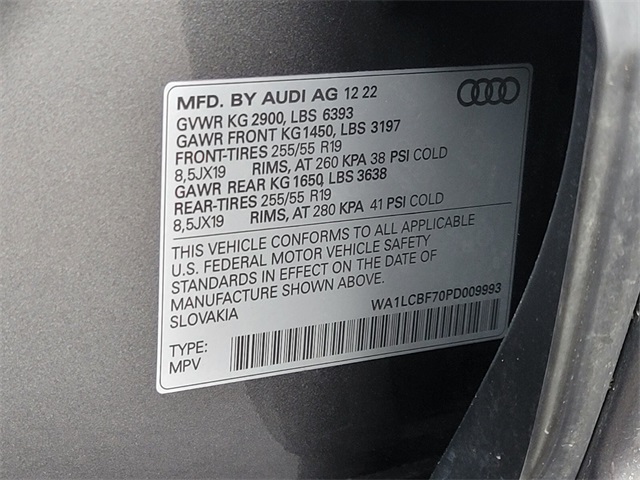 MFD. BY AUDI AG 12 22
GVWR KG 2900, LBS 6393
GAWR FRONT KG1450, LBS 3197
FRONT-TIRES 255/55 R19
8,5JX19 RIMS, AT 260 KPA 38 PSI COLD
GAWR REAR KG 1650, LBS 3638
REAR-TIRES 255/55 R19
8,5JX19 RIMS, AT 280 KPA 41 PSI COLD
THIS VEHICLE CONFORMS TO ALL APPLICABLE
U.S. FEDERAL MOTOR VEHICLE SAFETY
STANDARDS IN EFFECT ON THE DATE OF
MANUFACTURE SHOWN ABOVE.
SLOVAKIA
WA1LCBF70PD009993
TYPE:
MPV